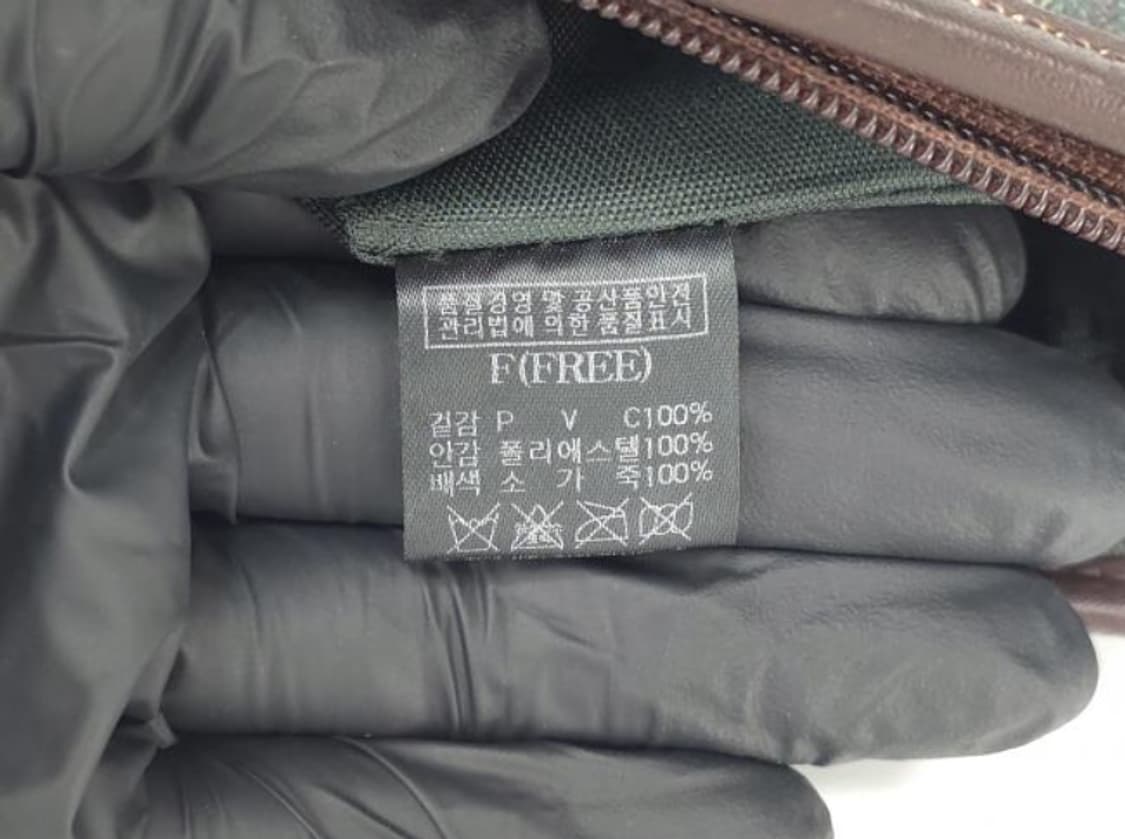 품질경영 및 공산품안전
관리법에 의한 품질표시
F(FREE)
겉감 P V C100%
안감 폴리에스텔100%
배색 소 가 죽100%